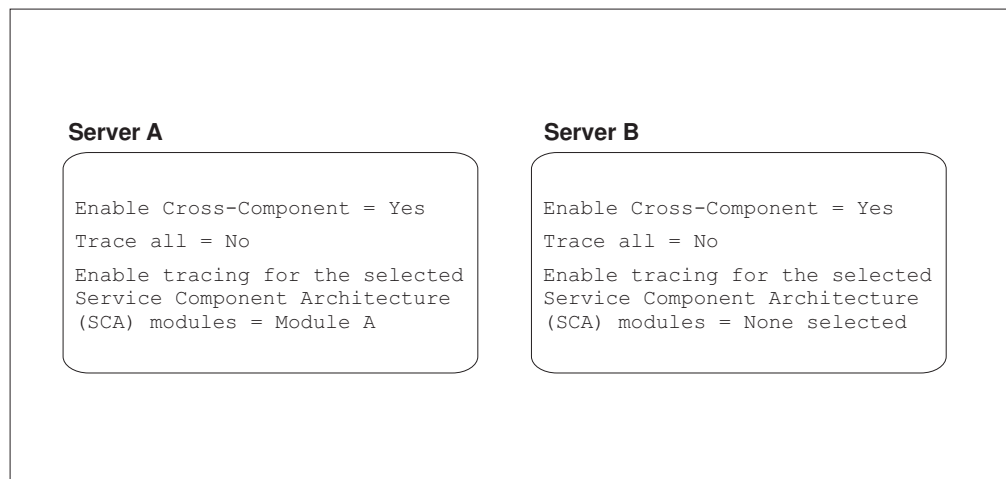 Server A
Enable Cross-Component = Yes
Trace all = No
Enable tracing for the selected
Service Component Architecture
(SCA) modules = Module A
Server B
Enable Cross-Component = Yes
Trace all = No
Enable tracing for the selected
Service Component Architecture
(SCA) modules = None selected